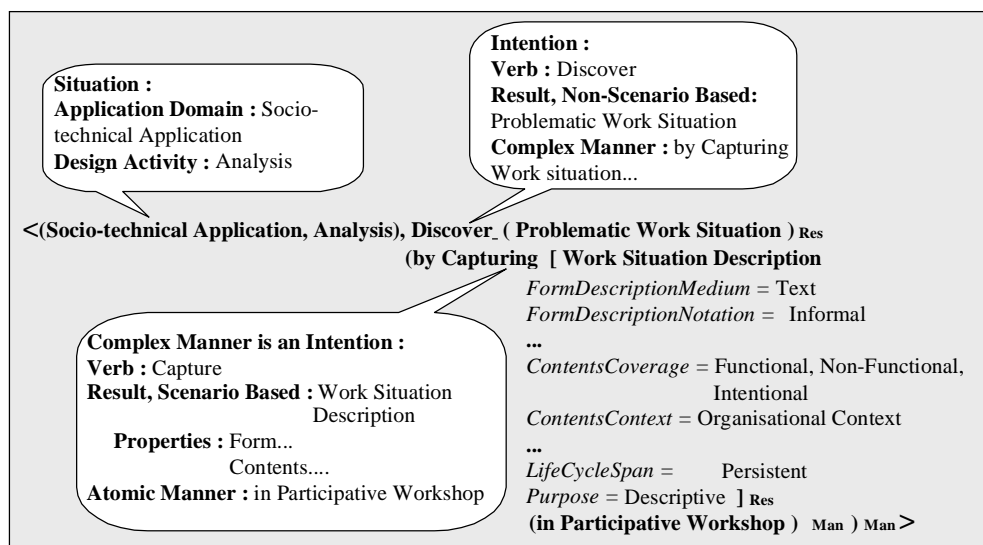 Situation :
Application Domain : Socio-
technical Application
Design Activity : Analysis
Intention :
Verb : Discover
Result, Non-Scenario Based:
Problematic Work Situation
Complex Manner : by Capturing
Work situation...
<(Socio-technical Application, Analysis), Discover_ ( Problematic Work Situation ) Res
(by Capturing [ Work Situation Description
FormDescriptionMedium = Text
FormDescriptionNotation = Informal
...
ContentsCoverage = Functional, Non-Functional,
Intentional
ContentsContext = Organisational Context
...
LifeCycleSpan = Persistent
Purpose = Descriptive ] Res
(in Participative Workshop ) Man ) Man >
Complex Manner is an Intention :
Verb : Capture
Result, Scenario Based : Work Situation
Description
Properties : Form...
Contents....
Atomic Manner : in Participative Workshop